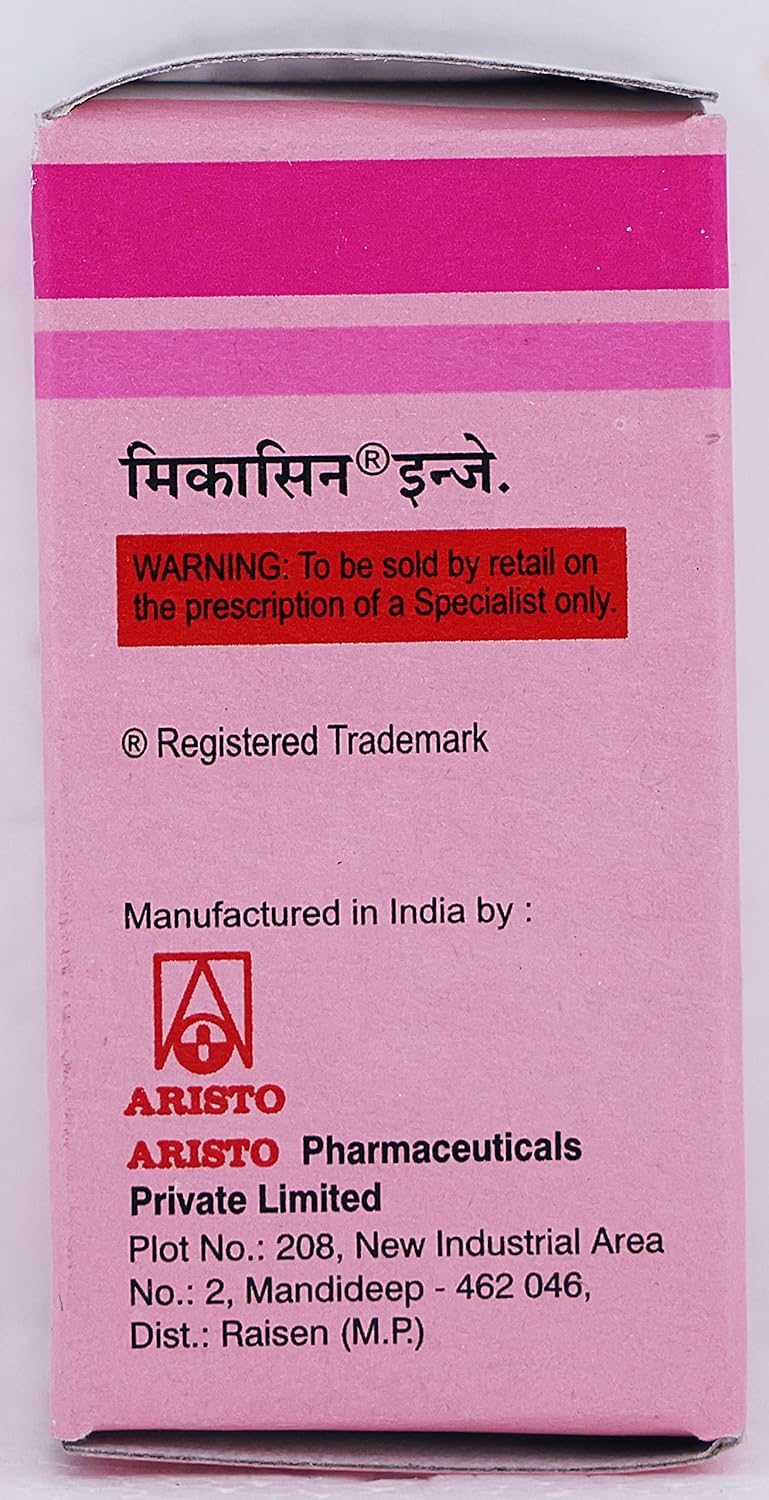 मिकासिन® इन्जे.
WARNING: To be sold by retail on
the prescription of a Specialist only.
® Registered Trademark
Manufactured in India by :
ARISTO
ARISTO Pharmaceuticals
Private Limited
Plot No.: 208, New Industrial Area
No.: 2, Mandideep - 462 046,
Dist.: Raisen (M.P.)